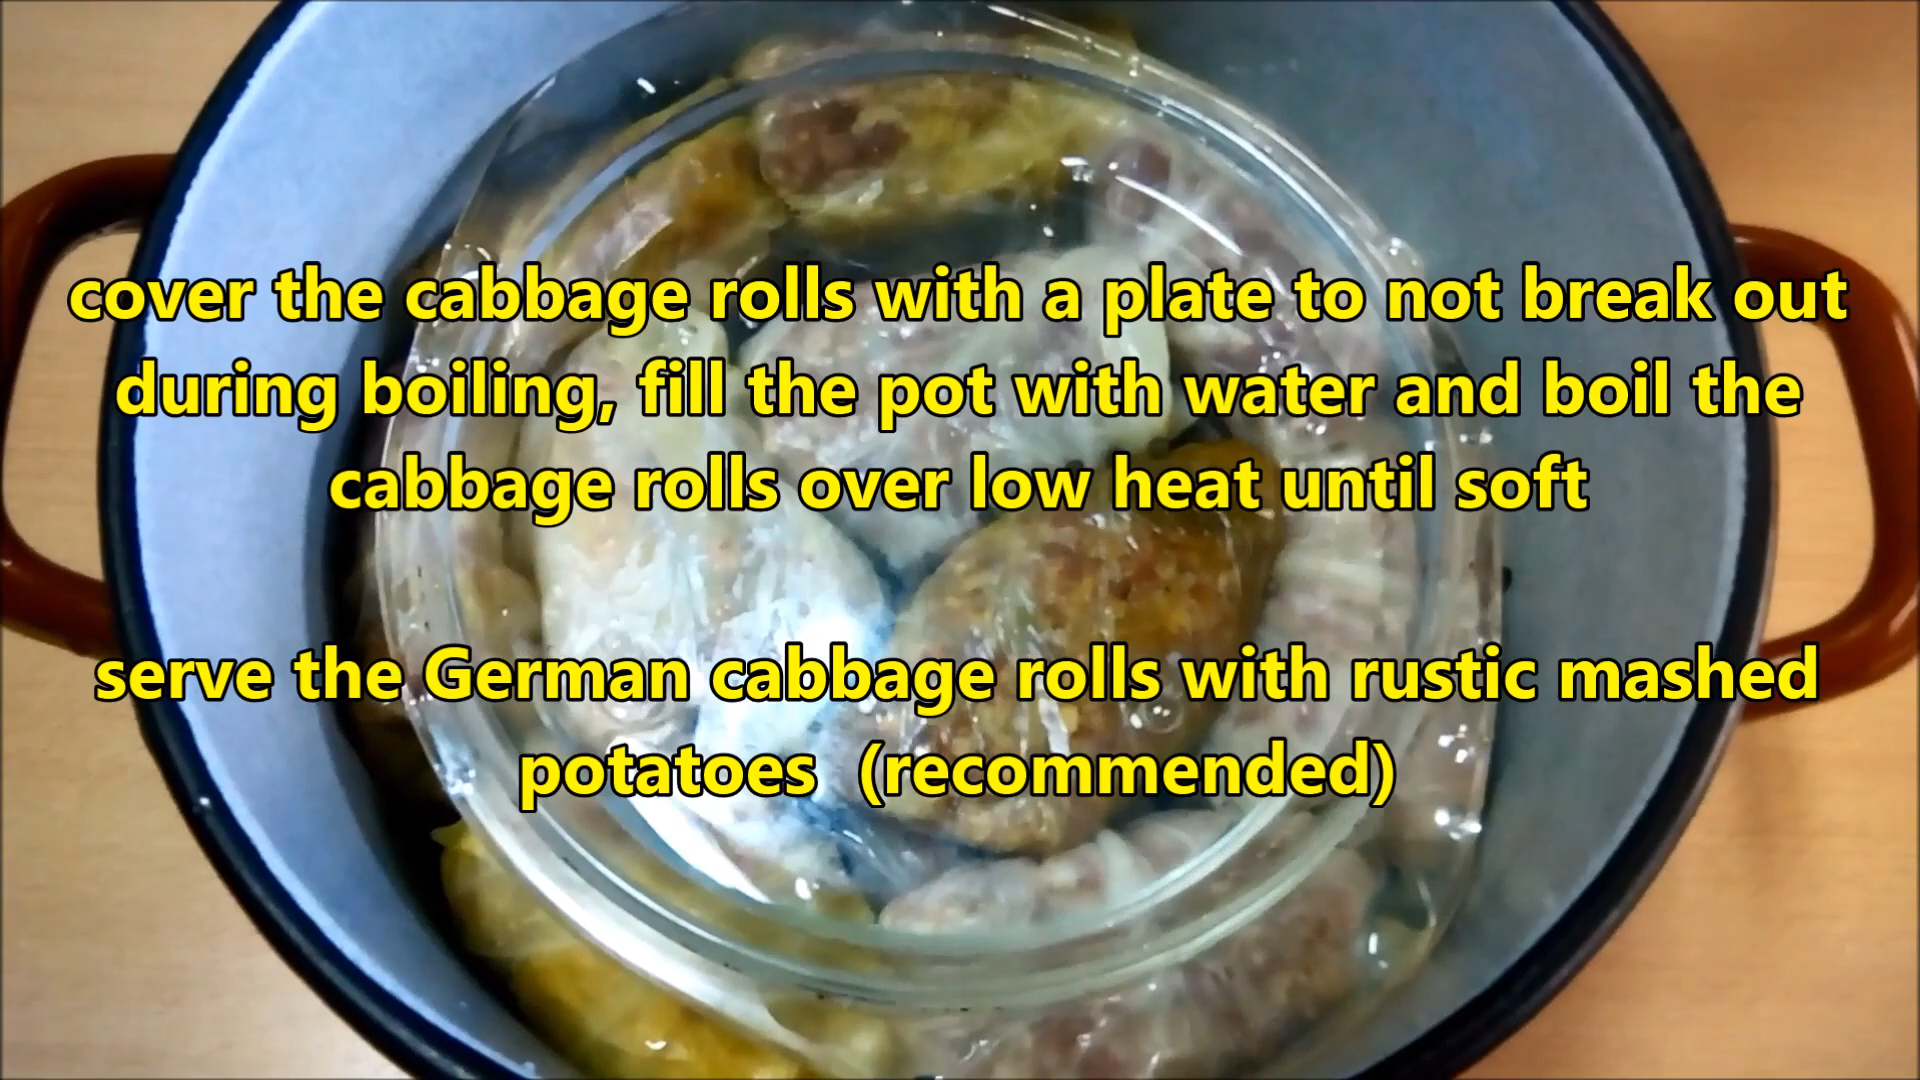 cover the cabbage rolls with a plate to not break out
during boiling, fill the pot with water and boil the
cabbage rolls over low heat until soft
serve the German cabbage rolls with rustic mashed
potatoes (recommended)